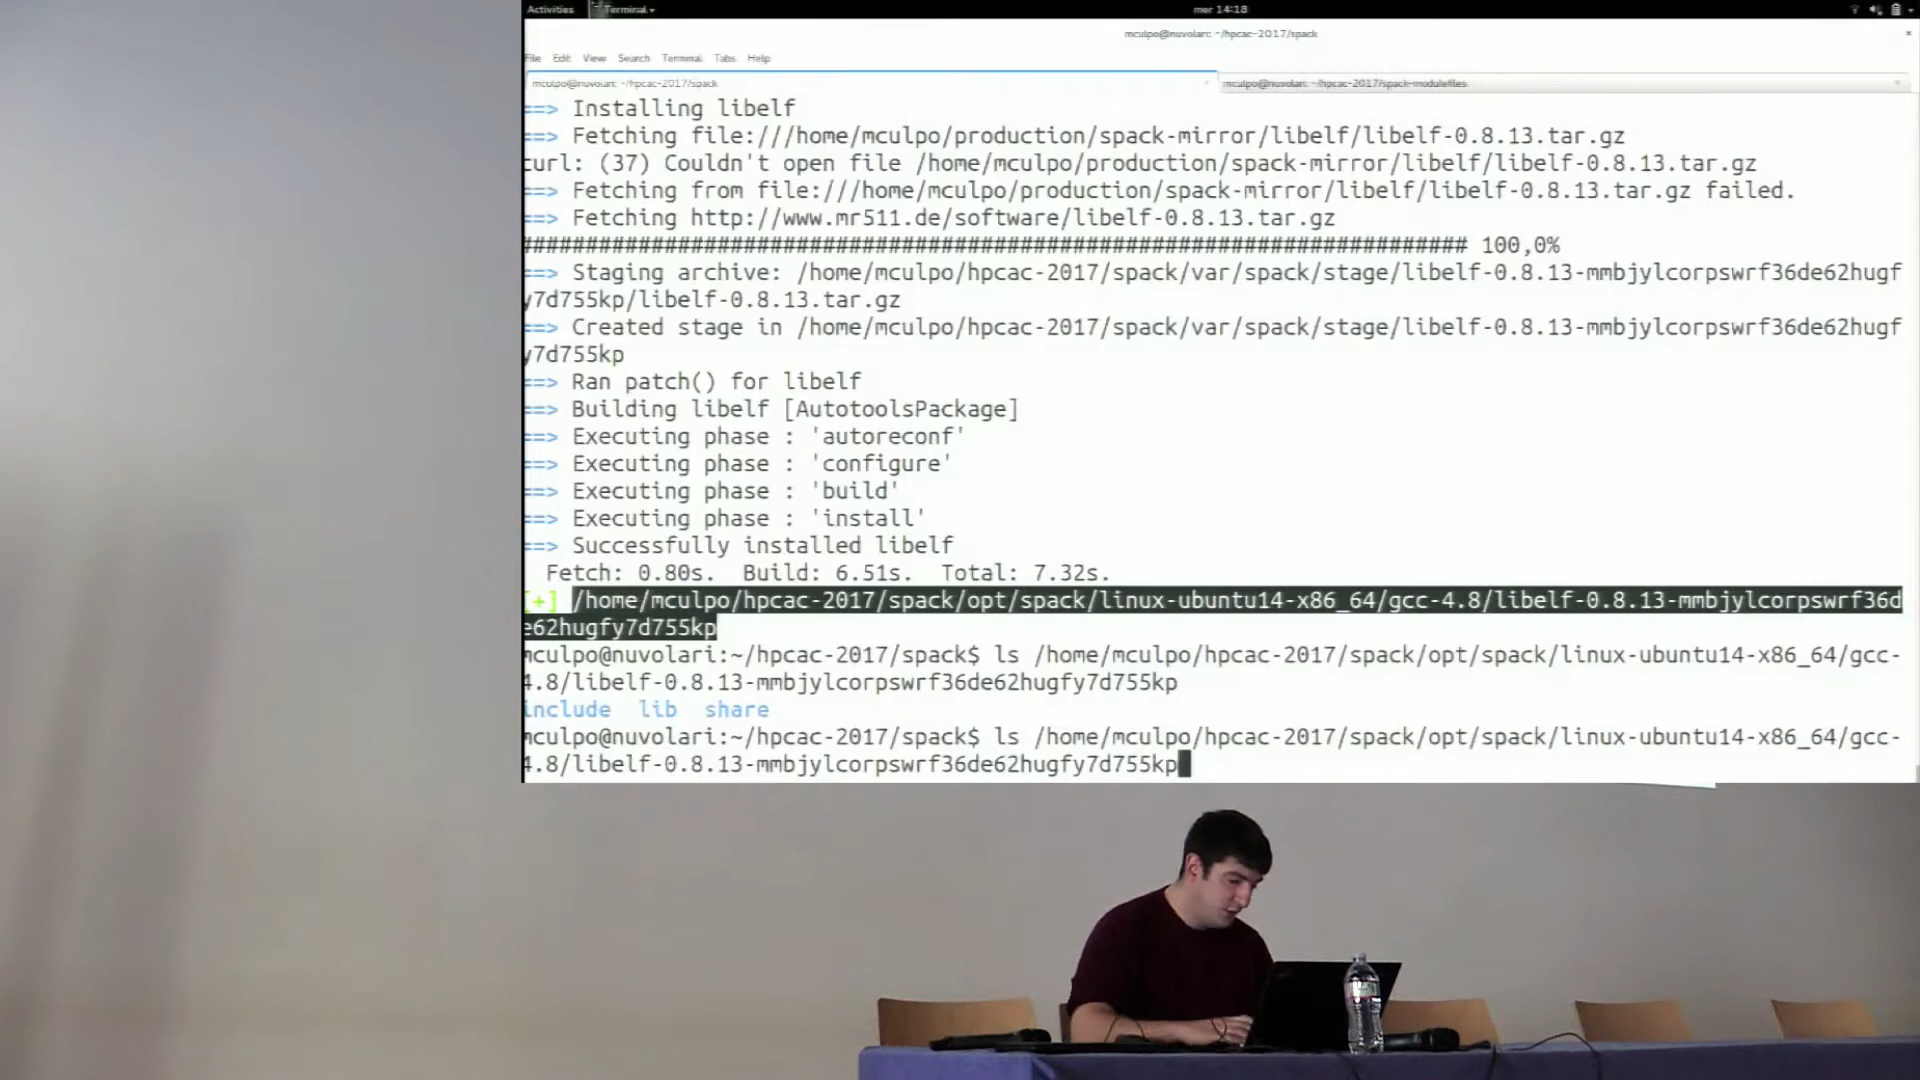 Activities Terminal mer 14:18
mculpo@nuvolari: ~/hpcac-2017/spack
File Edit View Search Terminal Tabs Help
mculpo@nuvolari: ~/hpcac-2017/spack mculpo@nuvolari: ~/hpcac-2017/spack-modulefiles
==> Installing libelf
==> Fetching file:///home/mculpo/production/spack-mirror/libelf/libelf-0.8.13.tar.gz
curl: (37) Couldn't open file /home/mculpo/production/spack-mirror/libelf/libelf-0.8.13.tar.gz
==> Fetching from file:///home/mculpo/production/spack-mirror/libelf/libelf-0.8.13.tar.gz failed.
==> Fetching http://www.mr511.de/software/libelf-0.8.13.tar.gz
######################################################################## 100,0%
==> Staging archive: /home/mculpo/hpcac-2017/spack/var/spack/stage/libelf-0.8.13-mmbjylcorpswrf36de62hugf
y7d755kp/libelf-0.8.13.tar.gz
==> Created stage in /home/mculpo/hpcac-2017/spack/var/spack/stage/libelf-0.8.13-mmbjylcorpswrf36de62hugf
y7d755kp
==> Ran patch() for libelf
==> Building libelf [AutotoolsPackage]
==> Executing phase : 'autoreconf'
==> Executing phase : 'configure'
==> Executing phase : 'build'
==> Executing phase : 'install'
==> Successfully installed libelf
Fetch: 0.80s. Build: 6.51s. Total: 7.32s.
[+] /home/mculpo/hpcac-2017/spack/opt/spack/linux-ubuntu14-x86_64/gcc-4.8/libelf-0.8.13-mmbjylcorpswrf36d
e62hugfy7d755kp
mculpo@nuvolari:~/hpcac-2017/spack$ ls /home/mculpo/hpcac-2017/spack/opt/spack/linux-ubuntu14-x86_64/gcc-
4.8/libelf-0.8.13-mmbjylcorpswrf36de62hugfy7d755kp
include lib share
mculpo@nuvolari:~/hpcac-2017/spack$ ls /home/mculpo/hpcac-2017/spack/opt/spack/linux-ubuntu14-x86_64/gcc-
4.8/libelf-0.8.13-mmbjylcorpswrf36de62hugfy7d755kp